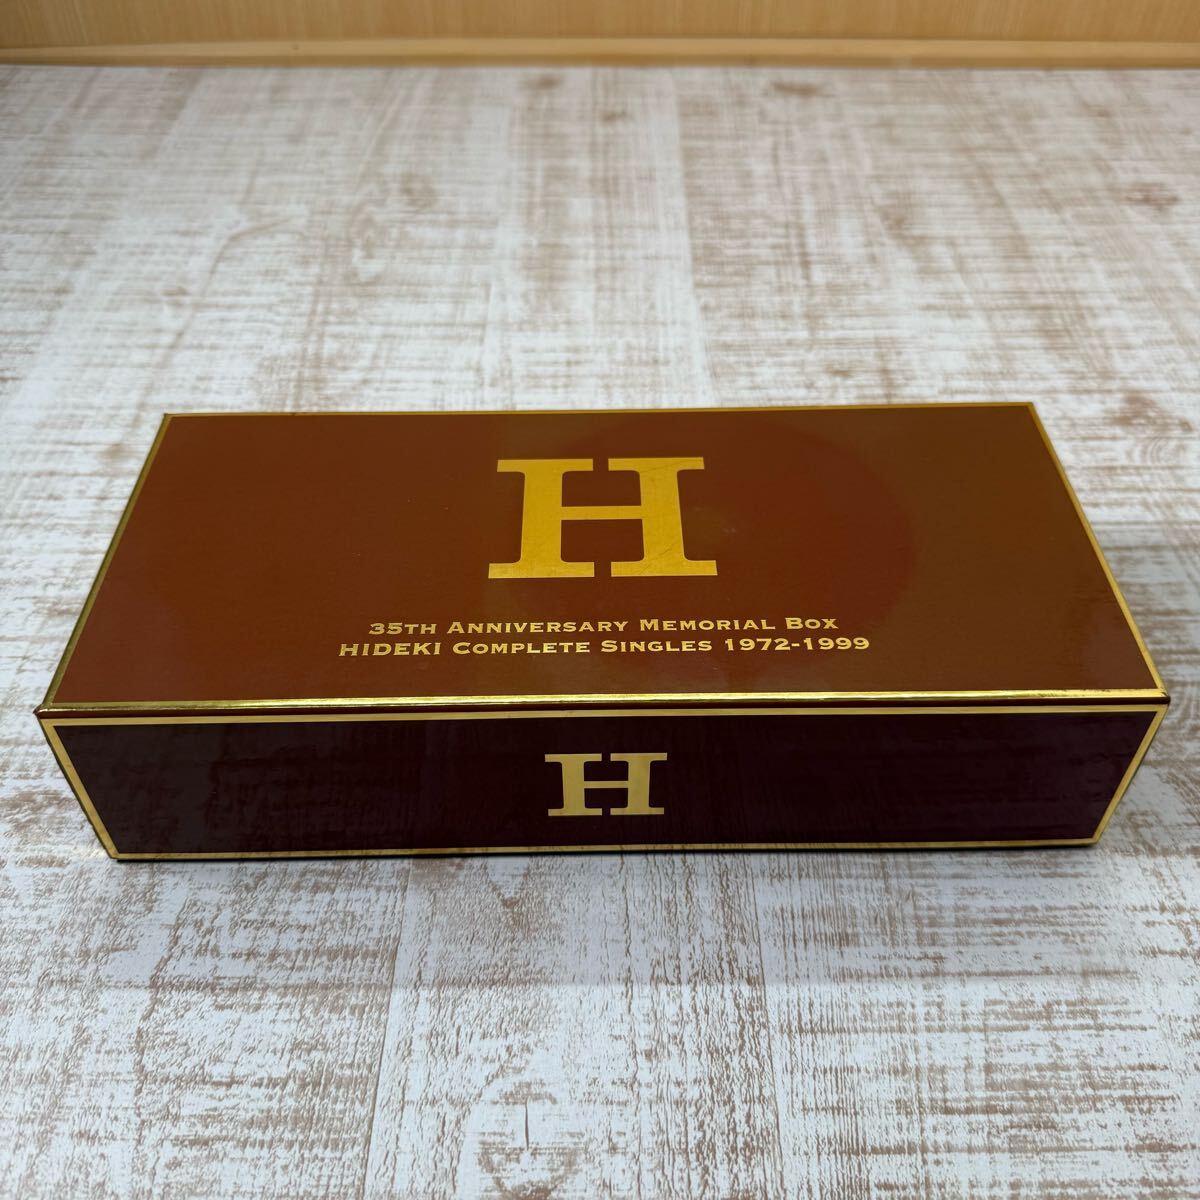 H
35TH ANNIVERSARY MEMORIAL BOX
HIDEKI COMPLETE SINGLES 1972-1999
H